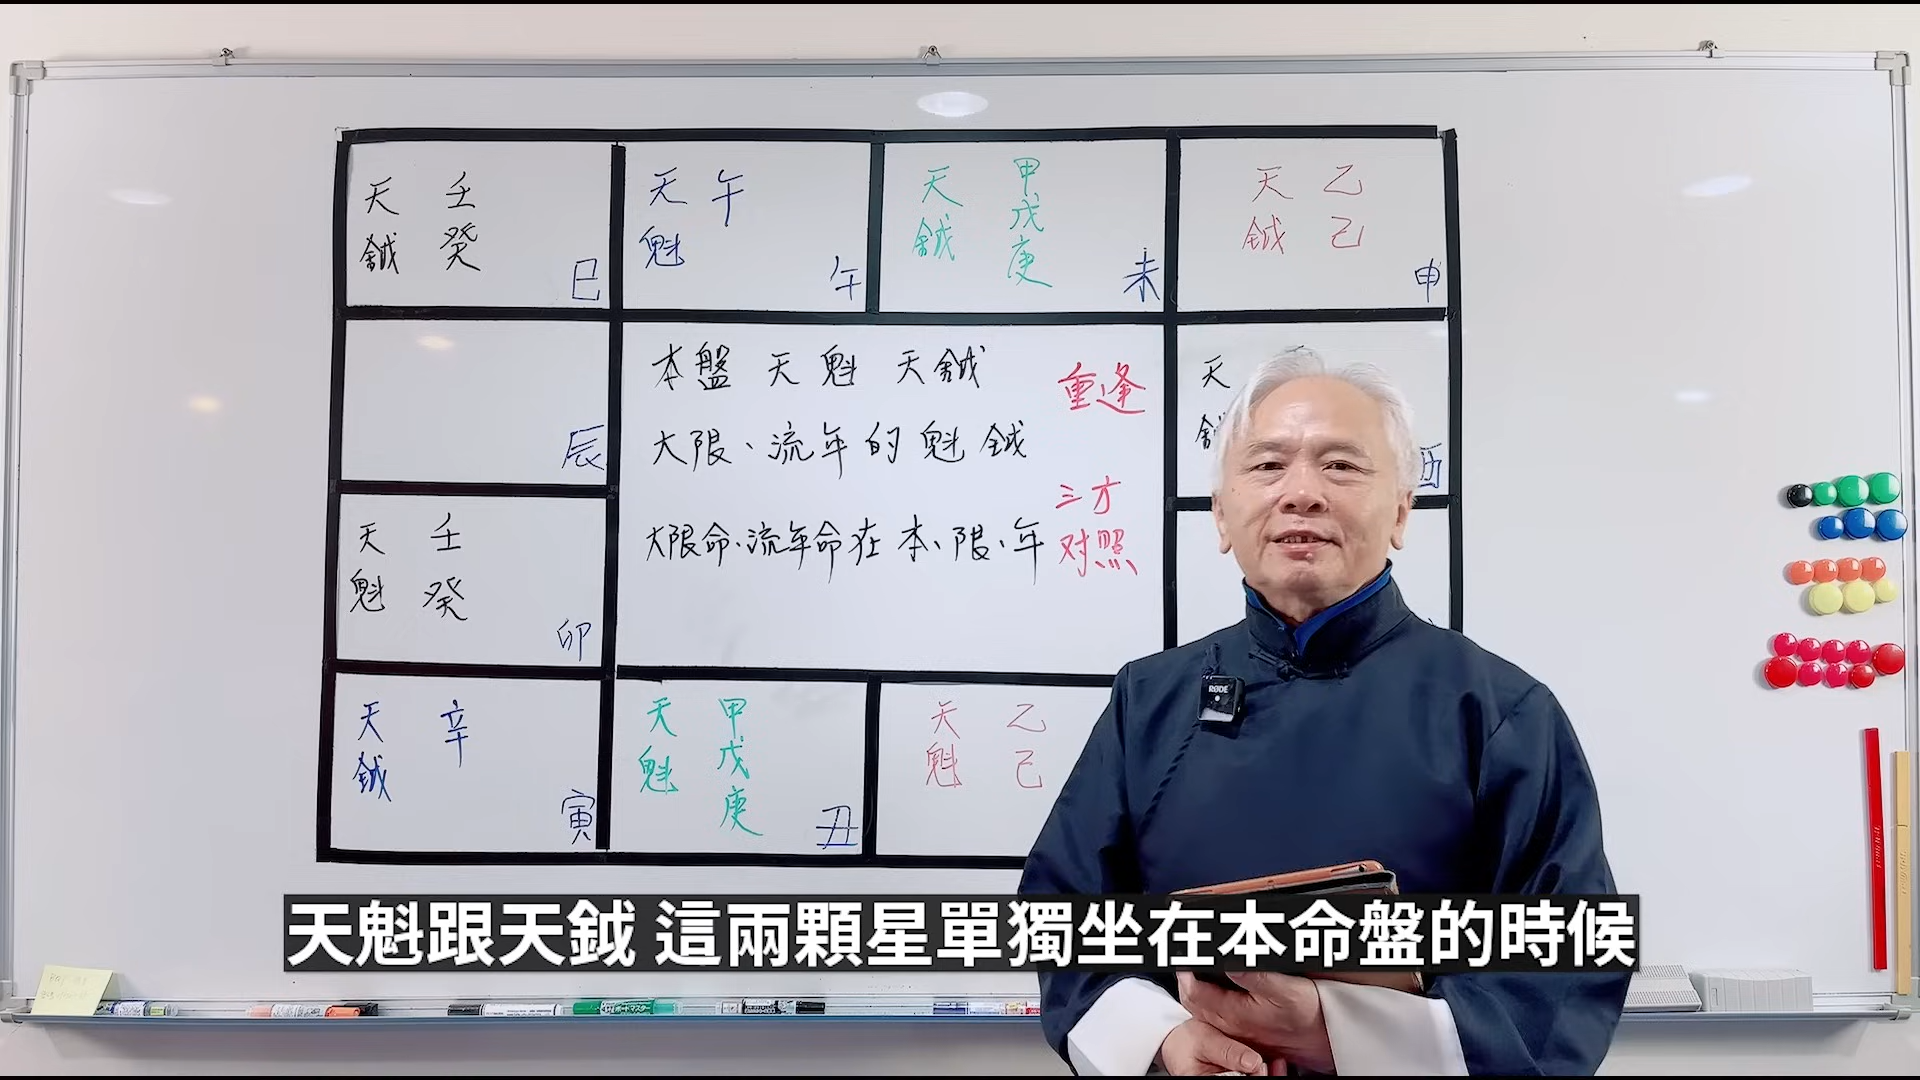 天 壬
鉞 癸
巳
天 午
魁
午
天 甲
鉞 戊
庚
未
天 乙
鉞 己
申
辰
本盤 天魁 天鉞
重逢
大限、流年的魁鉞
大限命、流年命在本、限、年
三方
对照
天
酉
天 壬
魁 癸
卯
天 辛
鉞
寅
天 甲
魁 戊
庚
丑
天 乙
魁 己
RØDE
天魁跟天鉞 這兩顆星單獨坐在本命盤的時候